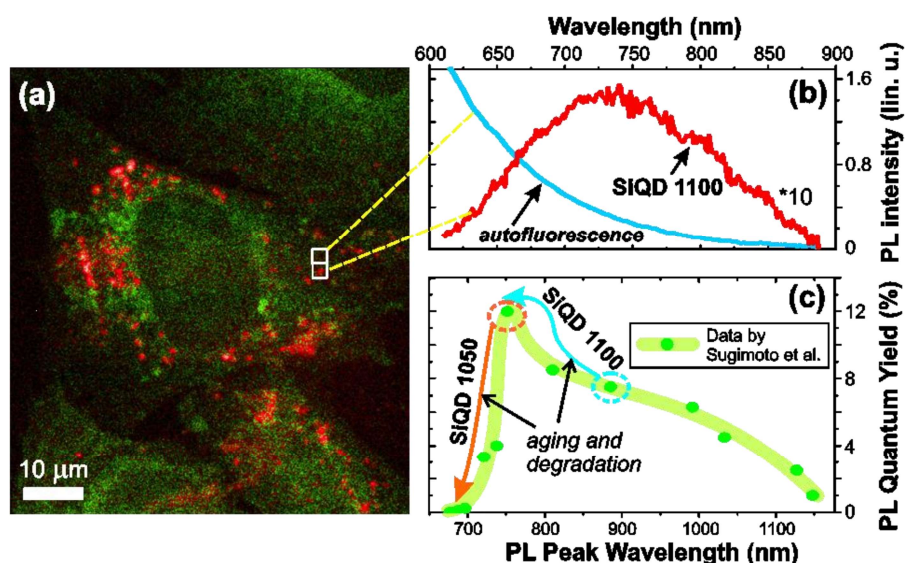 (a)
10 μm
Wavelength (nm)
600 650 700 750 800 850 900
(b)
SiQD 1100
*10
autofluorescence
1.6
0.8
0
PL intensity (lin. u.)
(c)
SiQD 1100
SiQD 1050
Data by
Sugimoto et al.
aging and
degradation
12
8
4
0
PL Quantum Yield (%)
700 800 900 1000 1100
PL Peak Wavelength (nm)